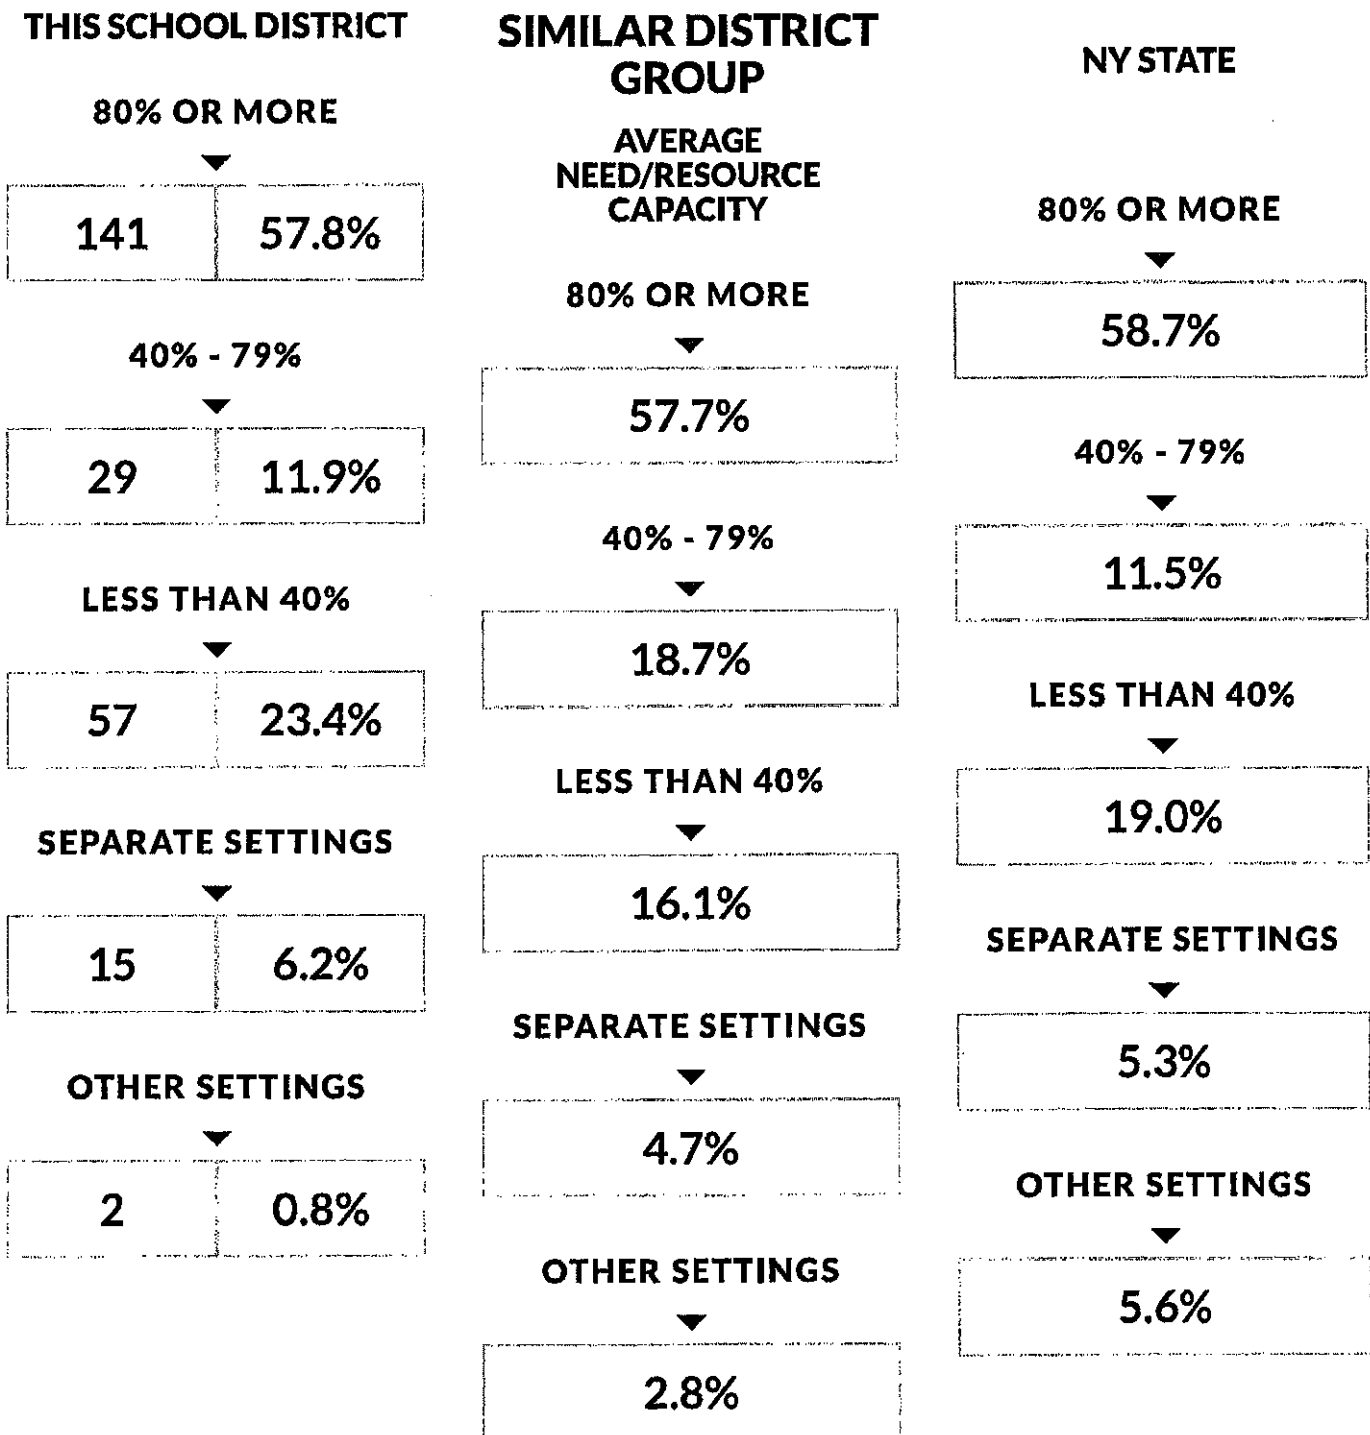 THIS SCHOOL DISTRICT
80% OR MORE
141 57.8%
40% - 79%
29 11.9%
LESS THAN 40%
57 23.4%
SEPARATE SETTINGS
15 6.2%
OTHER SETTINGS
2 0.8%
SIMILAR DISTRICT
GROUP
AVERAGE
NEED/RESOURCE
CAPACITY
80% OR MORE
57.7%
40% - 79%
18.7%
LESS THAN 40%
16.1%
SEPARATE SETTINGS
4.7%
OTHER SETTINGS
2.8%
NY STATE
80% OR MORE
58.7%
40% - 79%
11.5%
LESS THAN 40%
19.0%
SEPARATE SETTINGS
5.3%
OTHER SETTINGS
5.6%